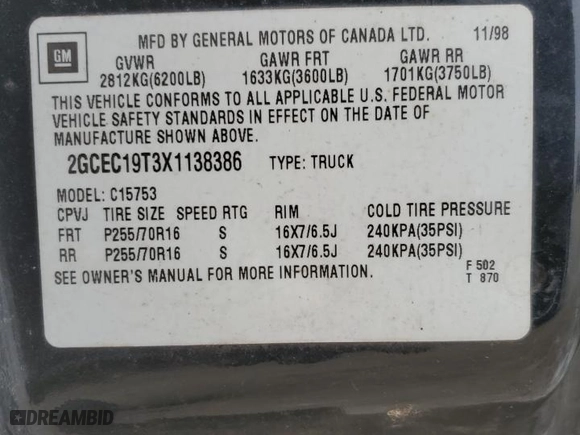 GM
MFD BY GENERAL MOTORS OF CANADA LTD. 11/98
GVWR GAWR FRT GAWR RR
2812KG(6200LB) 1633KG(3600LB) 1701KG(3750LB)
THIS VEHICLE CONFORMS TO ALL APPLICABLE U.S. FEDERAL MOTOR
VEHICLE SAFETY STANDARDS IN EFFECT ON THE DATE OF
MANUFACTURE SHOWN ABOVE.
2GCEC19T3X1138386 TYPE: TRUCK
MODEL: C15753
CPVJ TIRE SIZE SPEED RTG RIM COLD TIRE PRESSURE
FRT P255/70R16 S 16X7/6.5J 240KPA(35PSI)
RR P255/70R16 S 16X7/6.5J 240KPA(35PSI)
SEE OWNER'S MANUAL FOR MORE INFORMATION.
F 502
T 870
DREAMBID